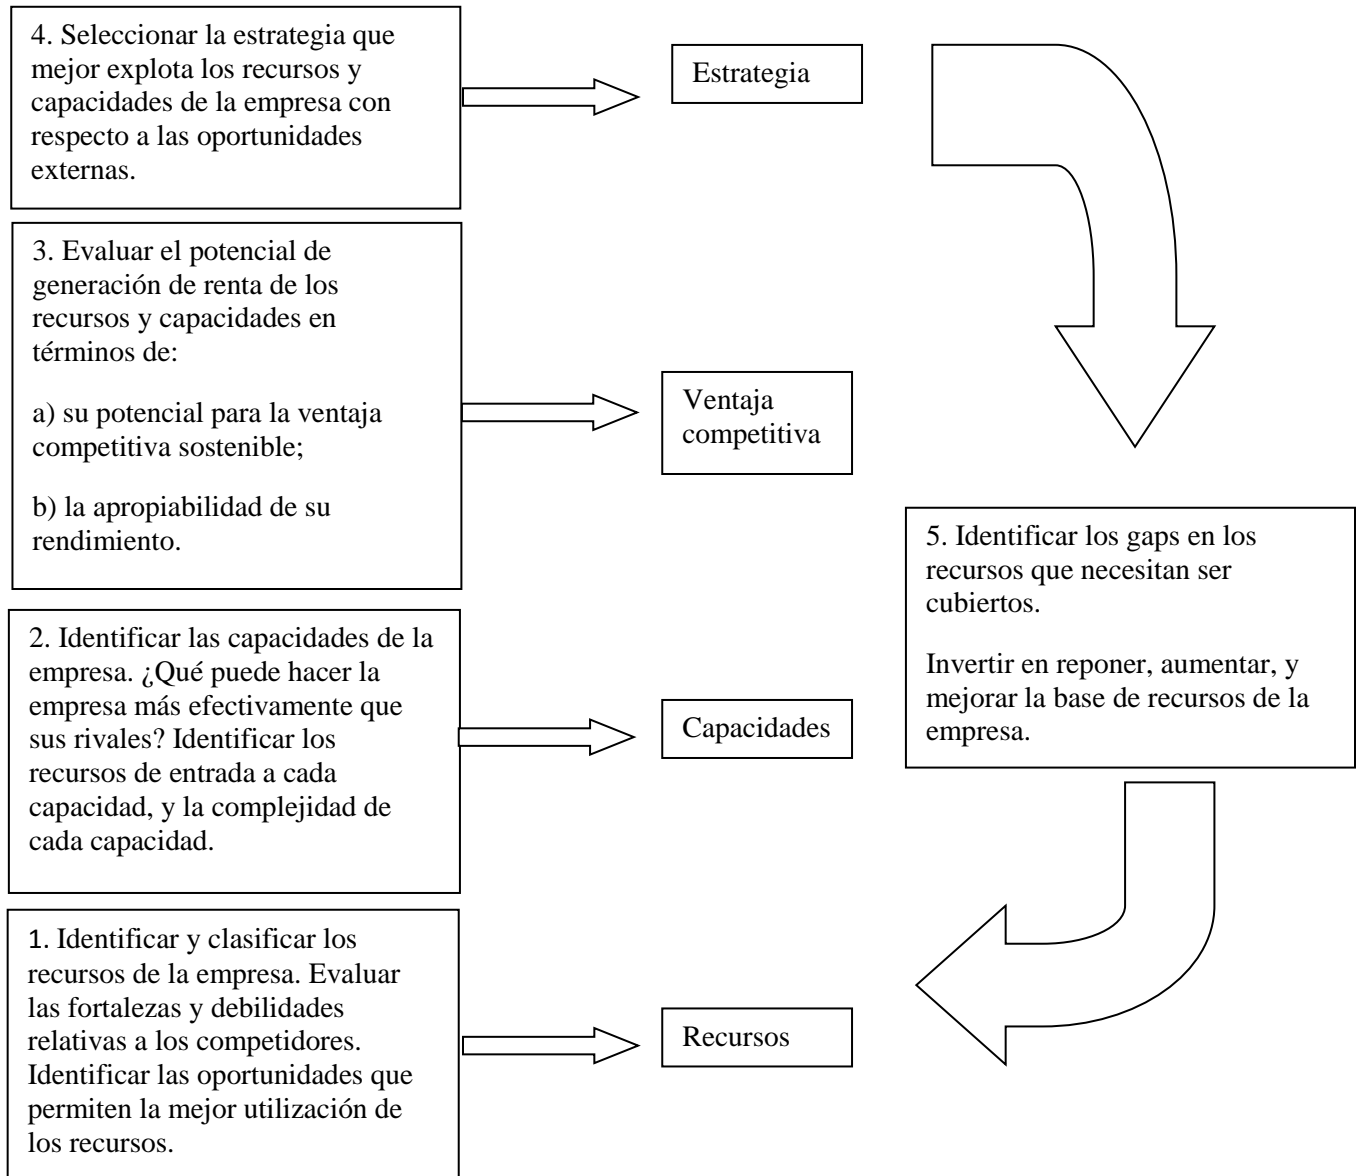 4. Seleccionar la estrategia que
mejor explota los recursos y
capacidades de la empresa con
respecto a las oportunidades
externas.
Estrategia
3. Evaluar el potencial de
generación de renta de los
recursos y capacidades en
términos de:
a) su potencial para la ventaja
competitiva sostenible;
b) la apropiabilidad de su
rendimiento.
Ventaja
competitiva
5. Identificar los gaps en los
recursos que necesitan ser
cubiertos.
Invertir en reponer, aumentar, y
mejorar la base de recursos de la
empresa.
2. Identificar las capacidades de la
empresa. ¿Qué puede hacer la
empresa más efectivamente que
sus rivales? Identificar los
recursos de entrada a cada
capacidad, y la complejidad de
cada capacidad.
Capacidades
1. Identificar y clasificar los
recursos de la empresa. Evaluar
las fortalezas y debilidades
relativas a los competidores.
Identificar las oportunidades que
permiten la mejor utilización de
los recursos.
Recursos